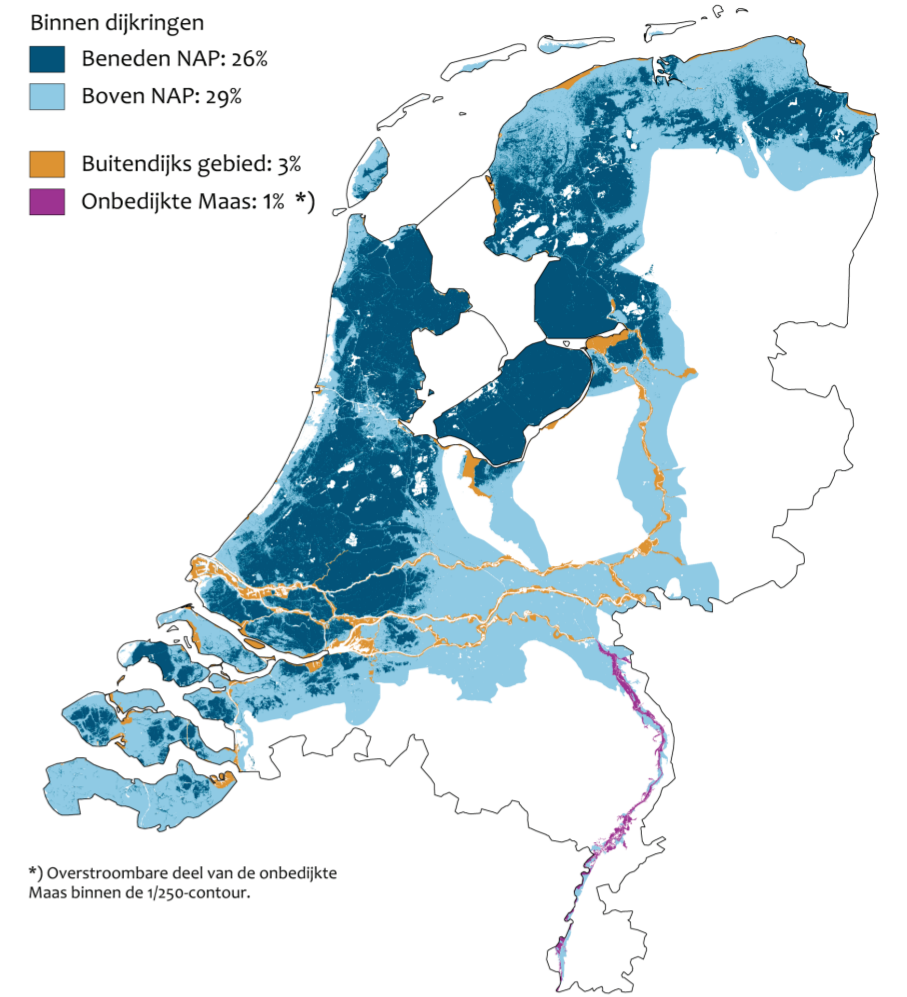 Binnen dijkringen
Beneden NAP: 26%
Boven NAP: 29%
Buitendijks gebied: 3%
Onbedijkte Maas: 1% *)
*) Overstroombare deel van de onbedijkte
Maas binnen de 1/250-contour.